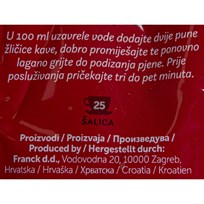 U 100 ml uzavrele vode dodajte dvije pune
žličice kave, dobro promiješajte te ponovno
lagano grijte do podizanja pjene. Prije
posluživanja pričekajte tri do pet minuta.
25
ŠALICA
Proizvodi / Proizvaja / Произведува /
Produced by / Hergestellt durch:
Franck d.d., Vodovodna 20, 10000 Zagreb,
Hrvatska / Hrvaška / Хрватска / Croatia / Kroatien